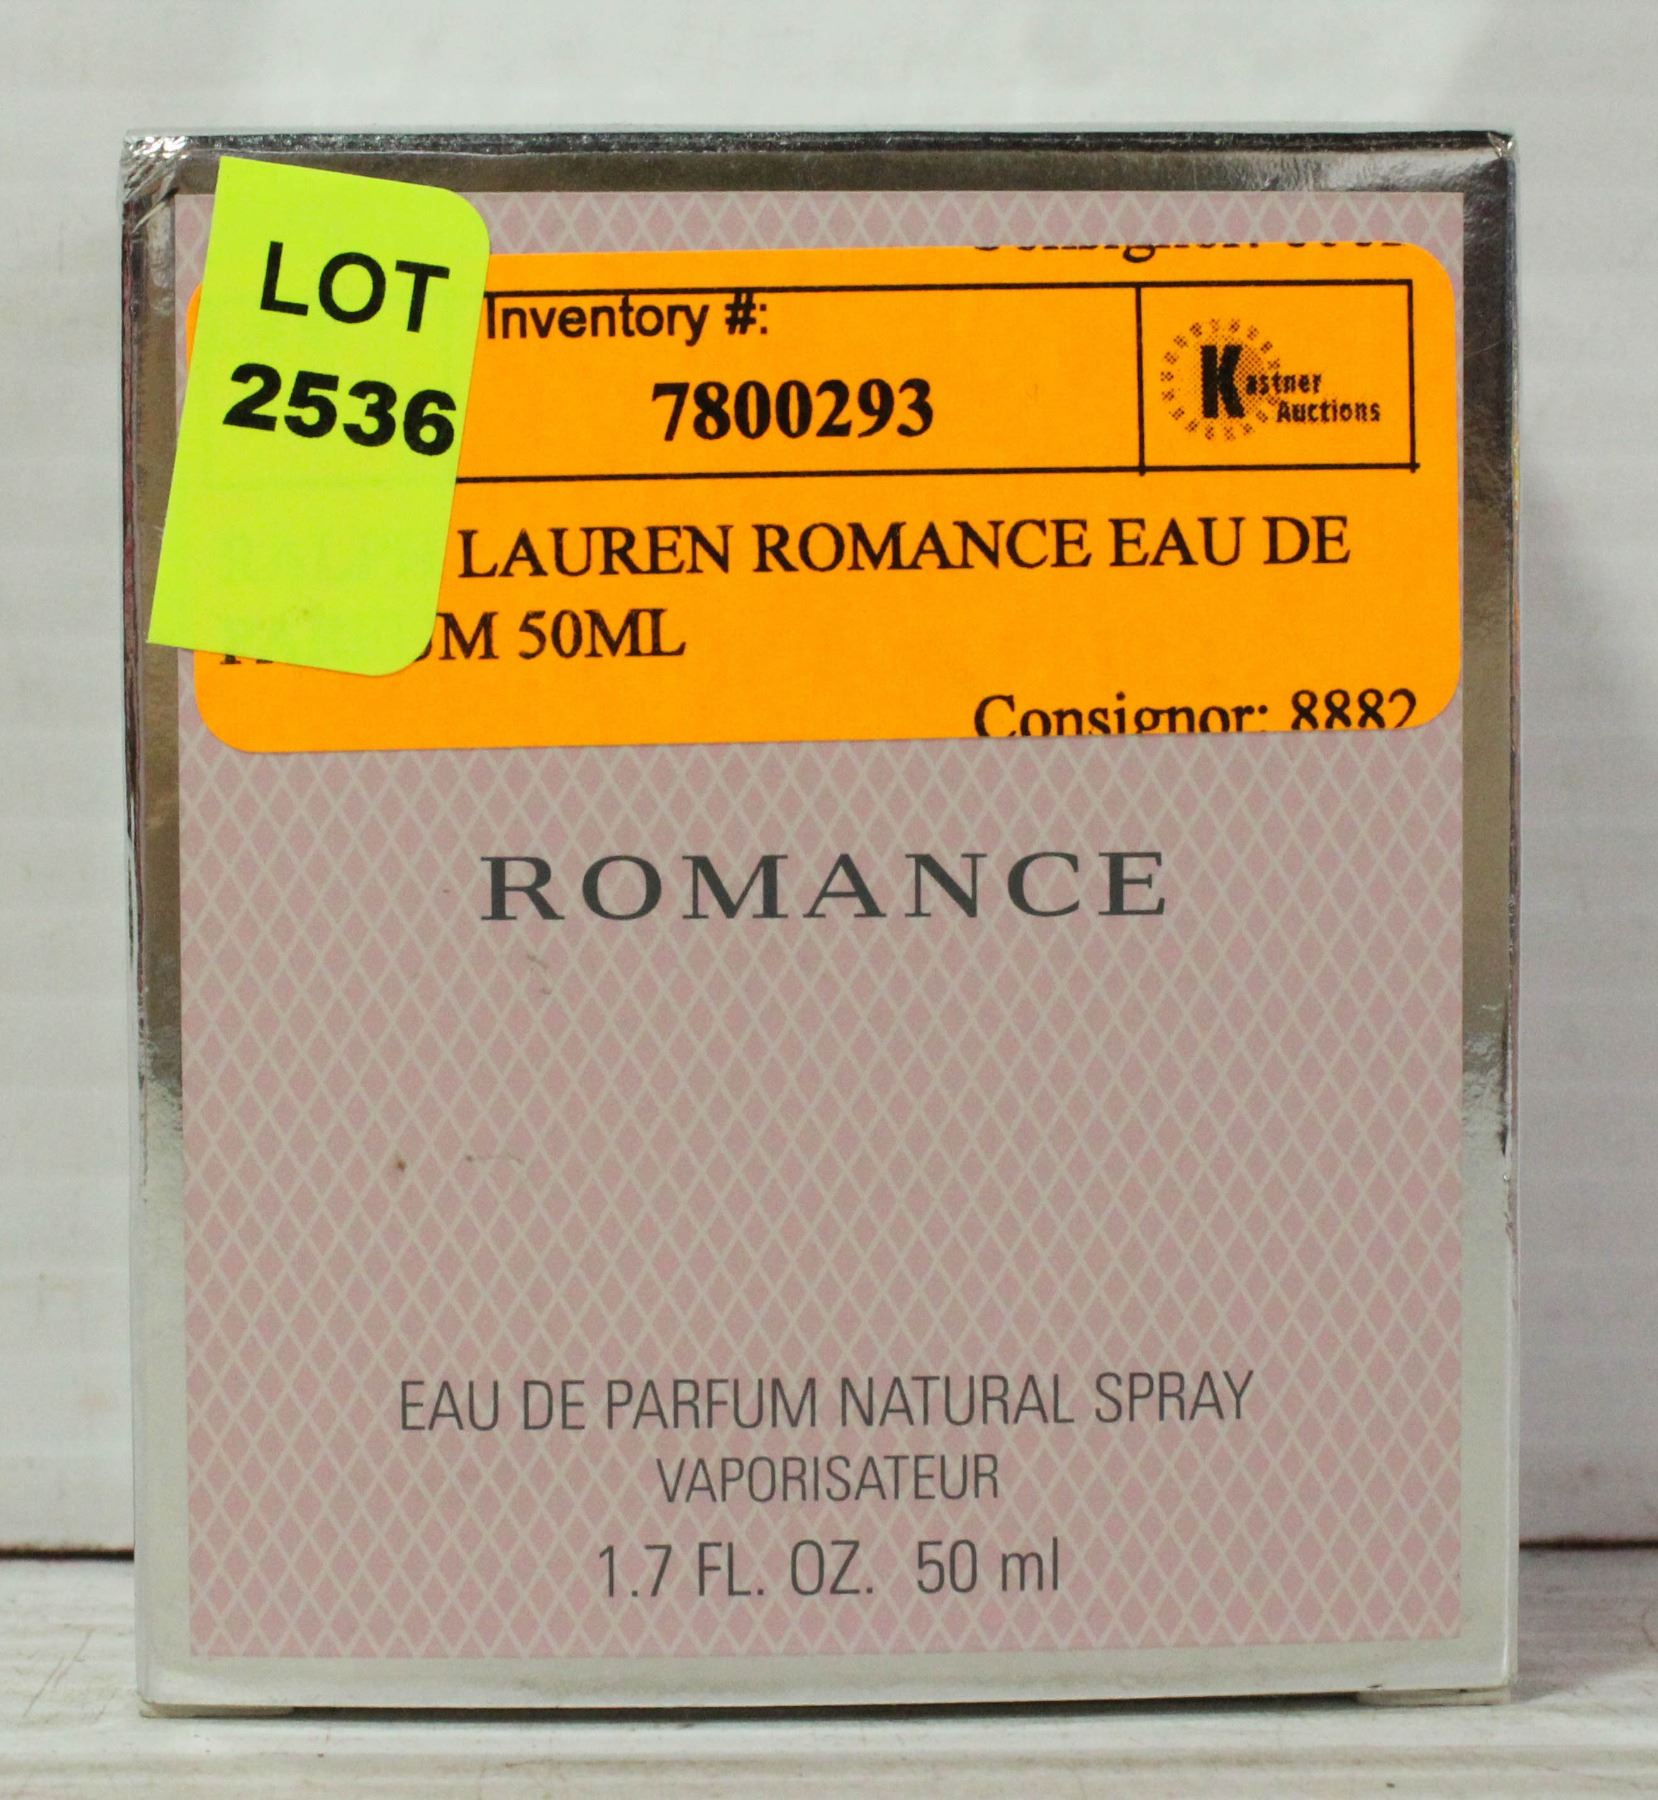 LOT
2536
Inventory #:
7800293
Kastner
Auctions
LAUREN ROMANCE EAU DE
UM 50ML
Consignor: 8882
ROMANCE
EAU DE PARFUM NATURAL SPRAY
VAPORISATEUR
1.7 FL. OZ. 50 ml